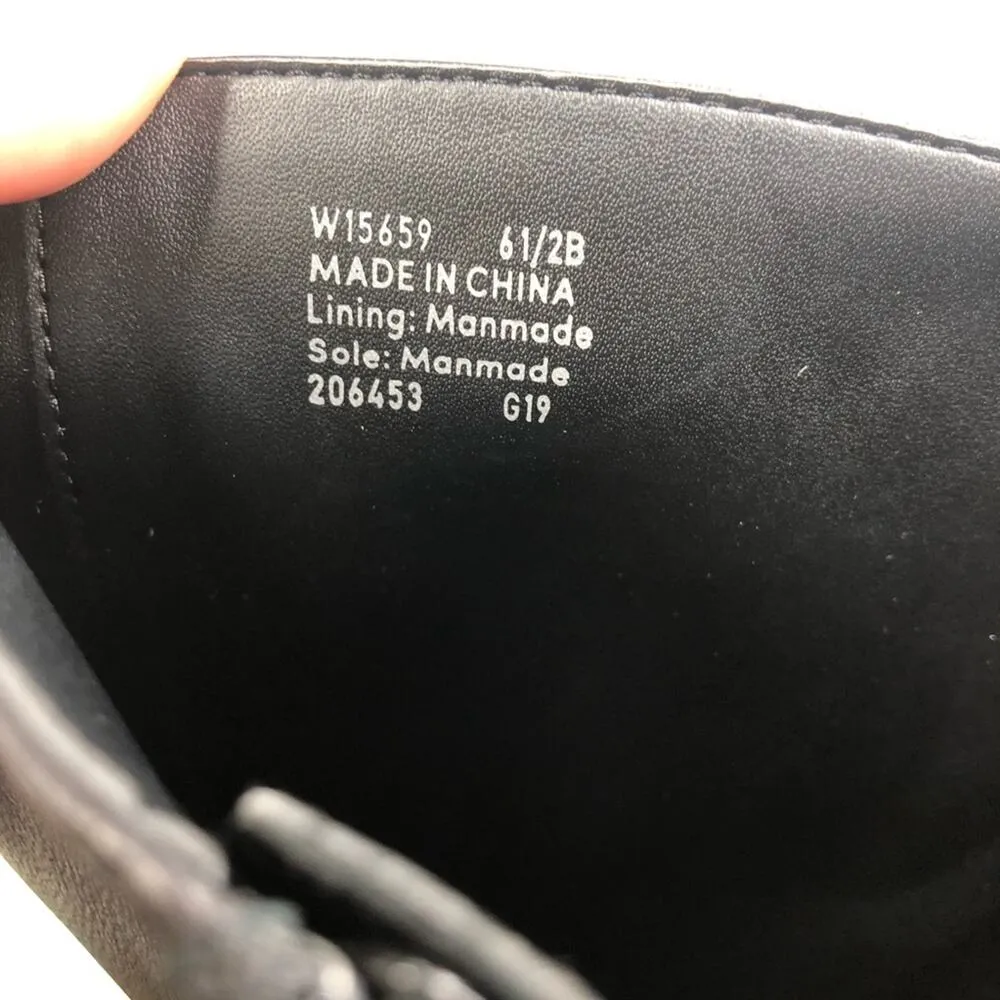 W15659 61/2B
MADE IN CHINA
Lining: Manmade
Sole: Manmade
206453 G19